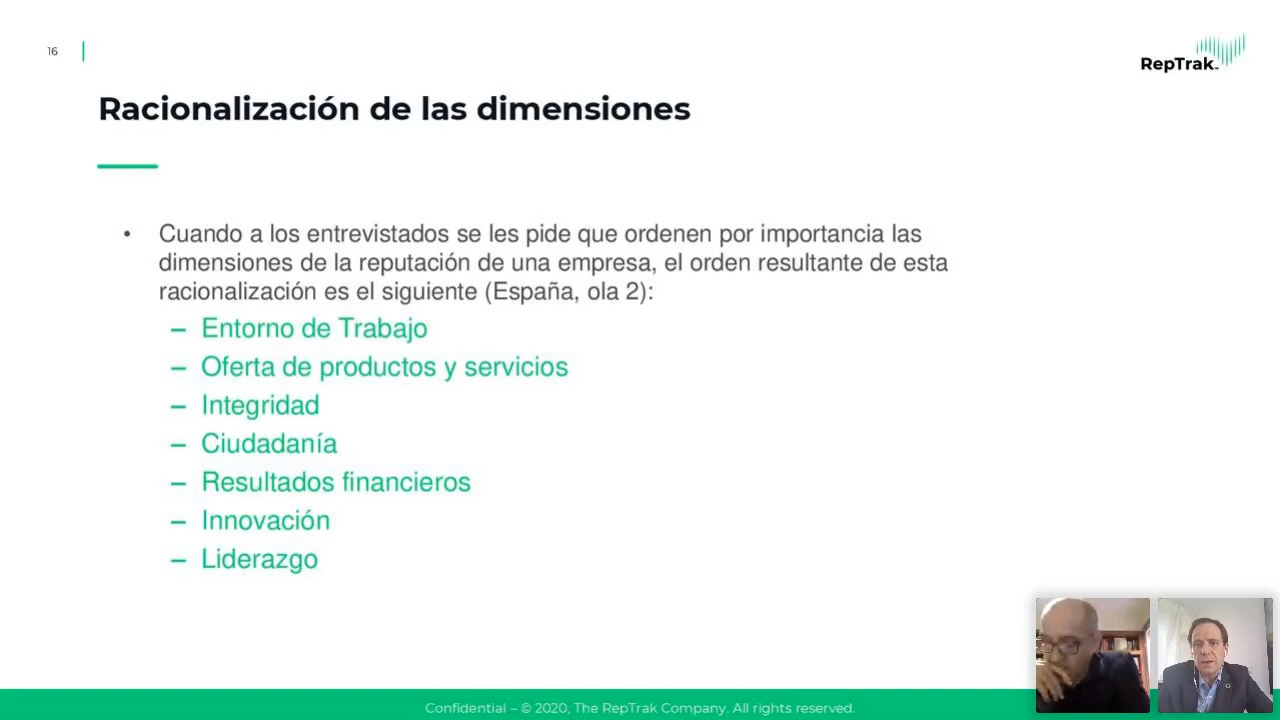 16
RepTrak
Racionalización de las dimensiones
• Cuando a los entrevistados se les pide que ordenen por importancia las
dimensiones de la reputación de una empresa, el orden resultante de esta
racionalización es el siguiente (España, ola 2):
– Entorno de Trabajo
– Oferta de productos y servicios
– Integridad
– Ciudadanía
– Resultados financieros
– Innovación
– Liderazgo
Confidential – © 2020, The RepTrak Company. All rights reserved.